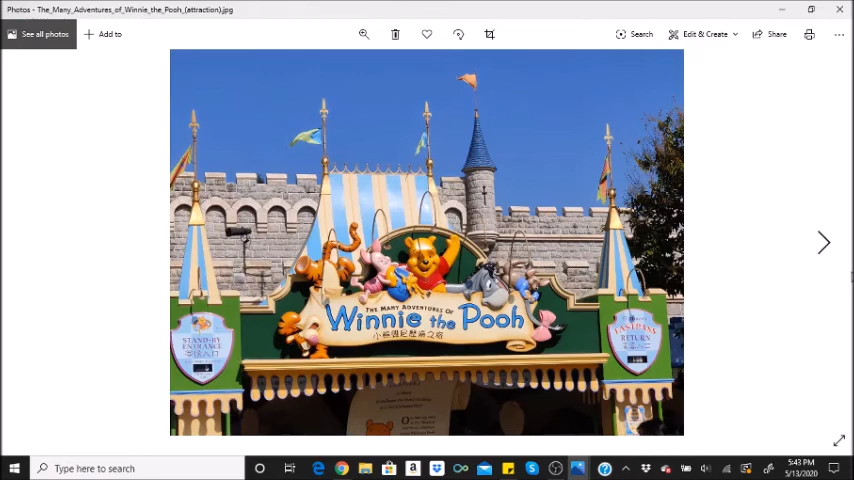 Photos - The_Many_Adventures_of_Winnie_the_Pooh_(attraction).jpg
See all photos
Add to
Search
Edit & Create
Share
THE MANY ADVENTURES OF
Winnie the Pooh
小熊維尼歷險之旅
STAND-BY
ENTRANCE
FASTPASS
RETURN
Type here to search
5:43 PM
5/13/2020